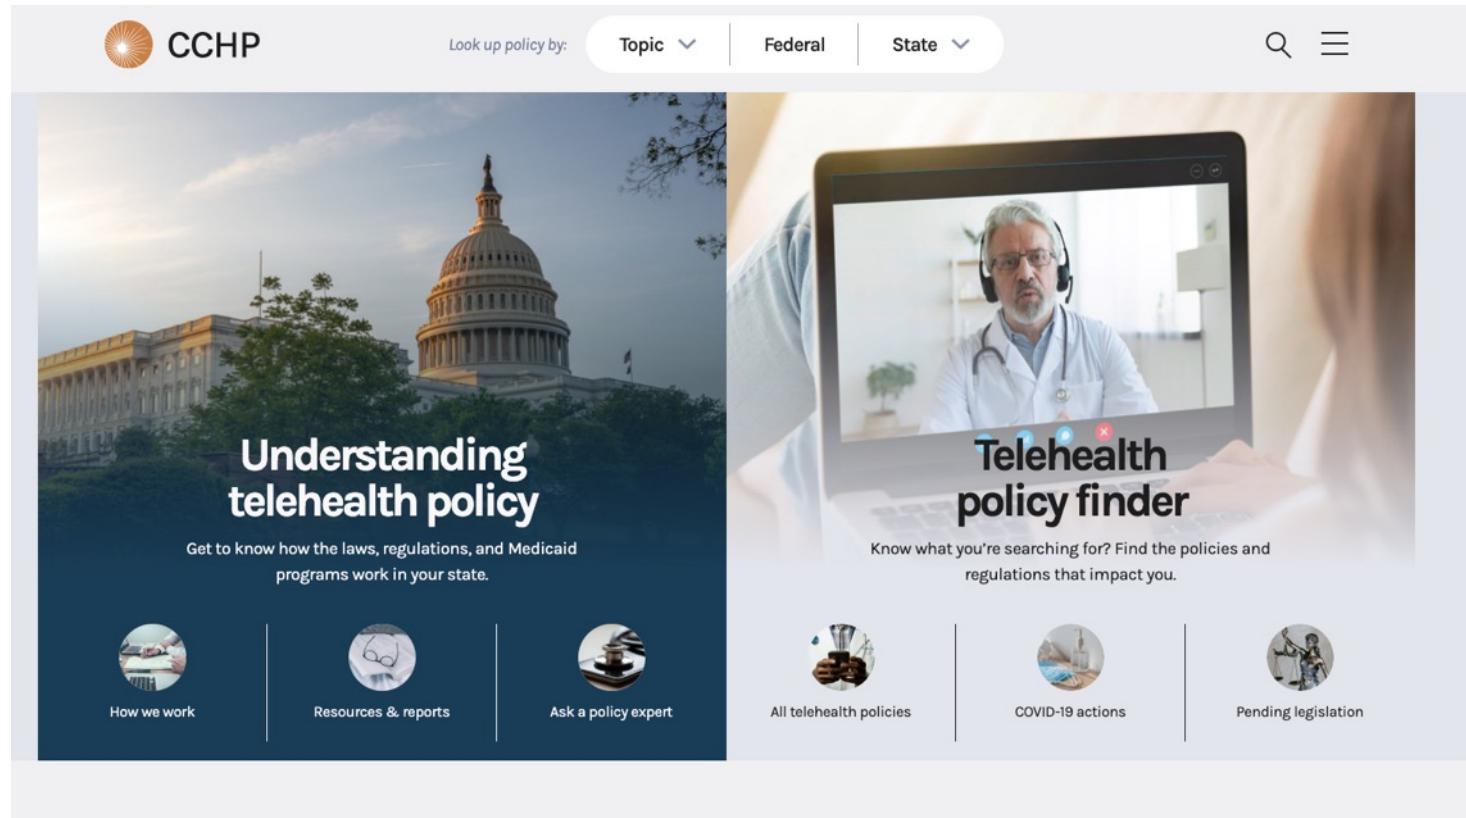 CCHP
Look up policy by:
Topic
Federal
State
Understanding
telehealth policy
Get to know how the laws, regulations, and Medicaid
programs work in your state.
How we work
Resources & reports
Ask a policy expert
Telehealth
policy finder
Know what you're searching for? Find the policies and
regulations that impact you.
All telehealth policies
COVID-19 actions
Pending legislation